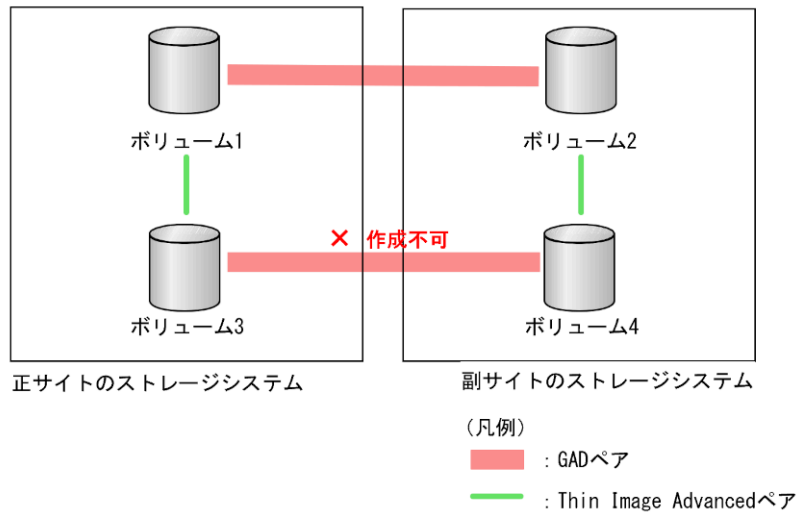 ボリューム1
ボリューム2
× 作成不可
ボリューム3
ボリューム4
正サイトのストレージシステム
副サイトのストレージシステム
（凡例）
：GADペア
：Thin Image Advancedペア